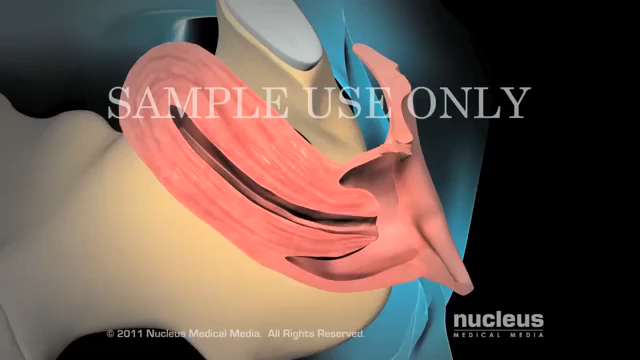 SAMPLE USE ONLY
© 2011 Nucleus Medical Media. All Rights Reserved.
nucleus
MEDICAL MEDIA